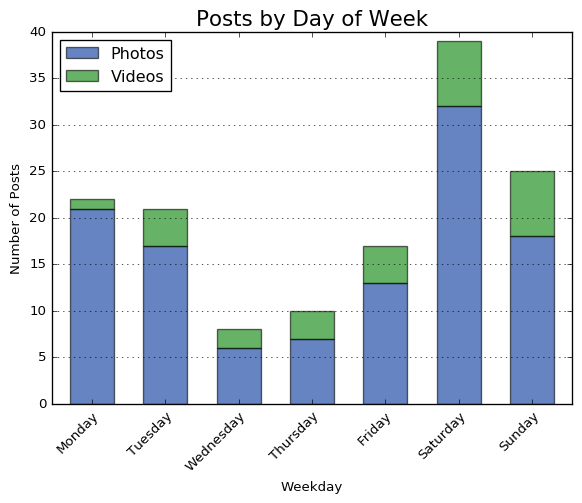 Posts by Day of Week
Photos
Videos
40
35
30
25
20
15
10
5
0
Number of Posts
Monday
Tuesday
Wednesday
Thursday
Friday
Saturday
Sunday
Weekday